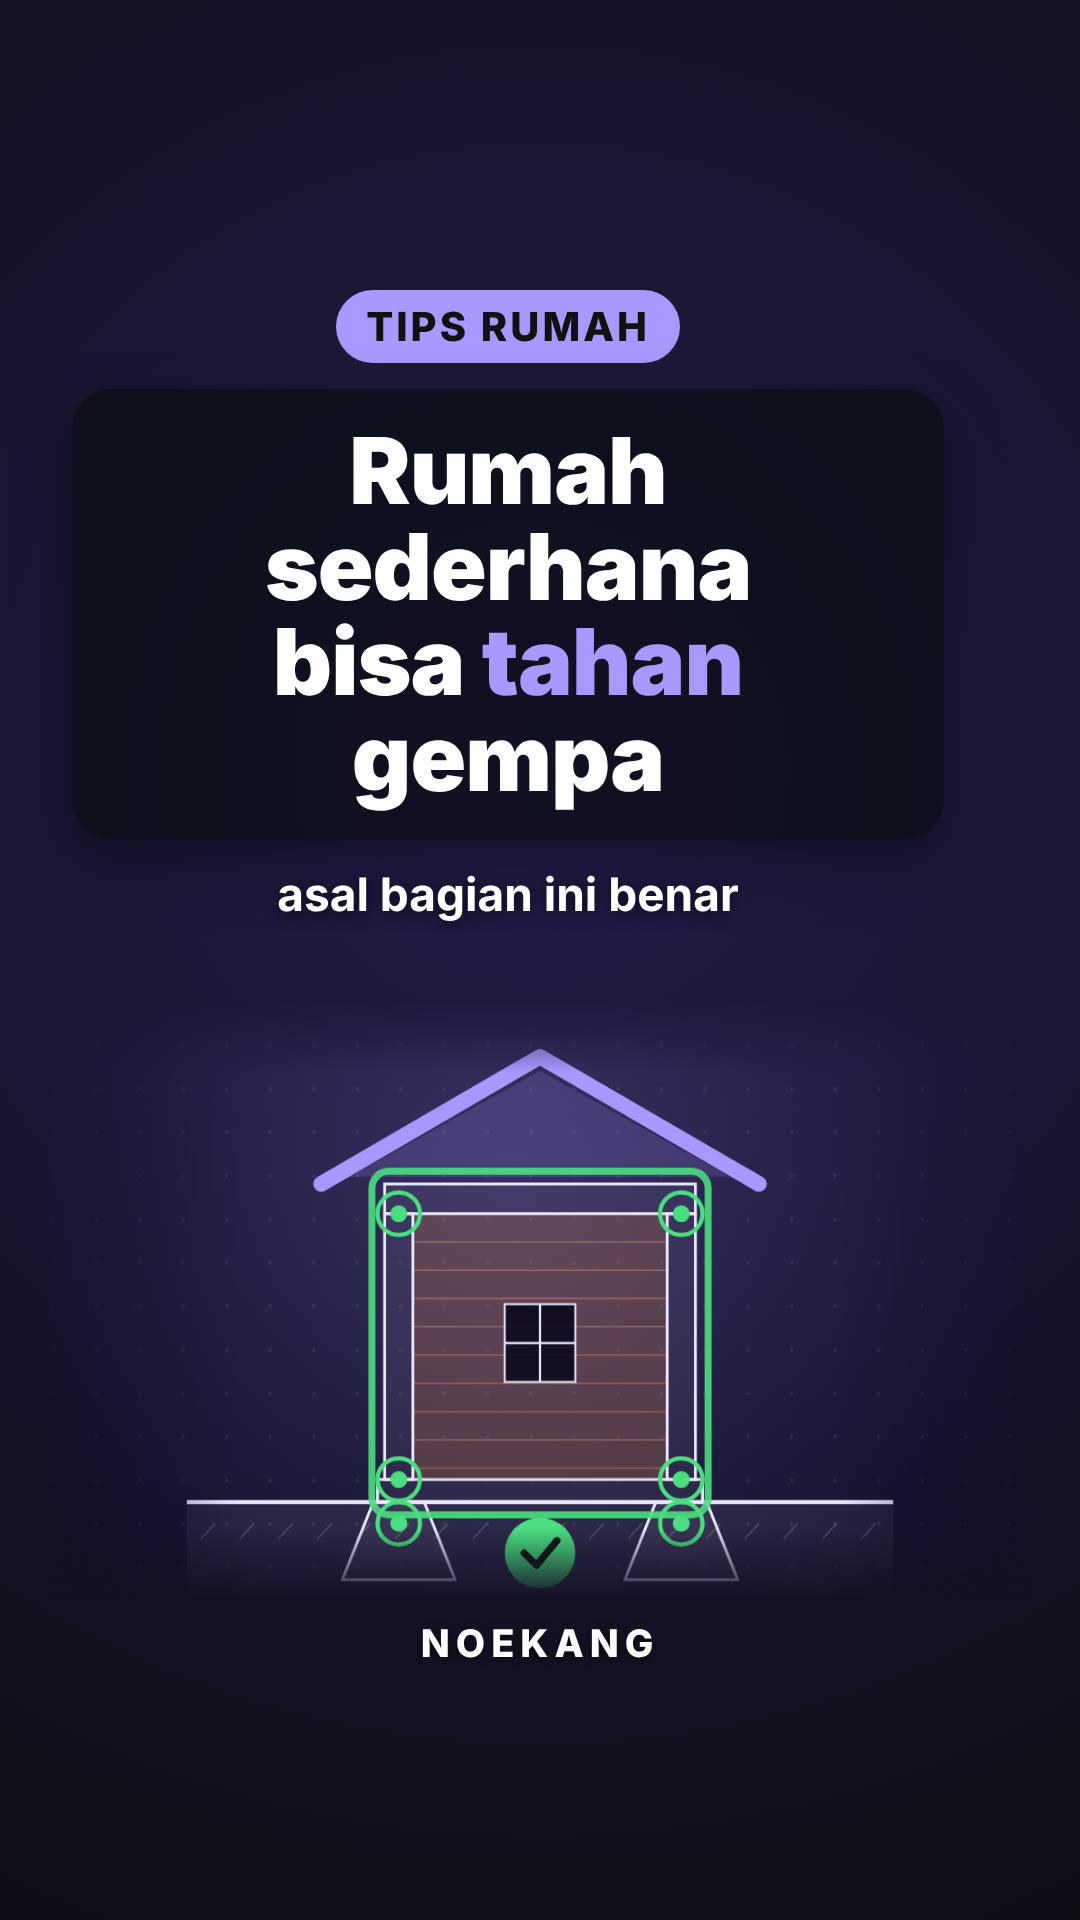 TIPS RUMAH
Rumah
sederhana
bisa tahan
gempa
asal bagian ini benar
NOEKANG